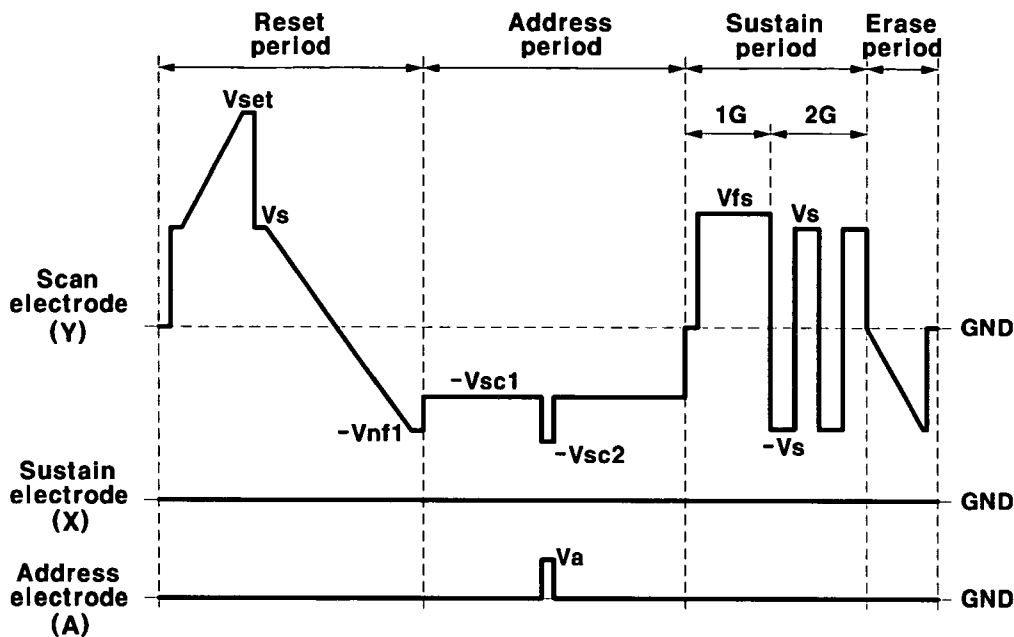 Reset period
Address period
Sustain period
Erase period
Vset
1G
2G
Vfs
Vs
Vs
Scan electrode (Y)
GND
-Vsc1
-Vnf1
-Vsc2
-Vs
Sustain electrode (X)
GND
Va
Address electrode (A)
GND